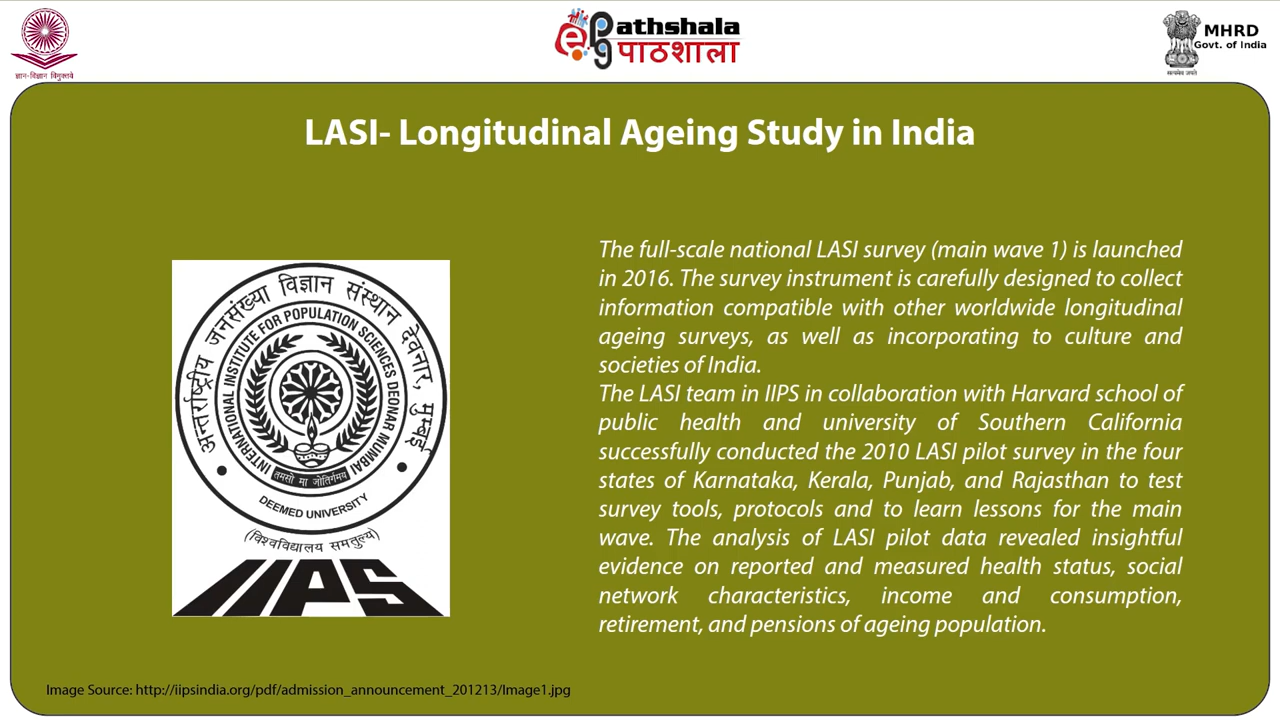 ज्ञान-विज्ञान विमुक्तये
ePathshala
पाठशाला
MHRD
Govt. of India
सत्यमेव जयते
LASI- Longitudinal Ageing Study in India
The full-scale national LASI survey (main wave 1) is launched
in 2016. The survey instrument is carefully designed to collect
information compatible with other worldwide longitudinal
ageing surveys, as well as incorporating to culture and
societies of India.
The LASI team in IIPS in collaboration with Harvard school of
public health and university of Southern California
successfully conducted the 2010 LASI pilot survey in the four
states of Karnataka, Kerala, Punjab, and Rajasthan to test
survey tools, protocols and to learn lessons for the main
wave. The analysis of LASI pilot data revealed insightful
evidence on reported and measured health status, social
network characteristics, income and consumption,
retirement, and pensions of ageing population.
अन्तर्राष्ट्रीय जनसंख्या विज्ञान संस्थान देवनार, मुम्बई
INTERNATIONAL INSTITUTE FOR POPULATION SCIENCES DEONAR MUMBAI
तमसो मा जोतिर्गमय
DEEMED UNIVERSITY
(विश्वविद्यालय समतुल्य)
IIPS
Image Source: http://iipsindia.org/pdf/admission_announcement_201213/Image1.jpg